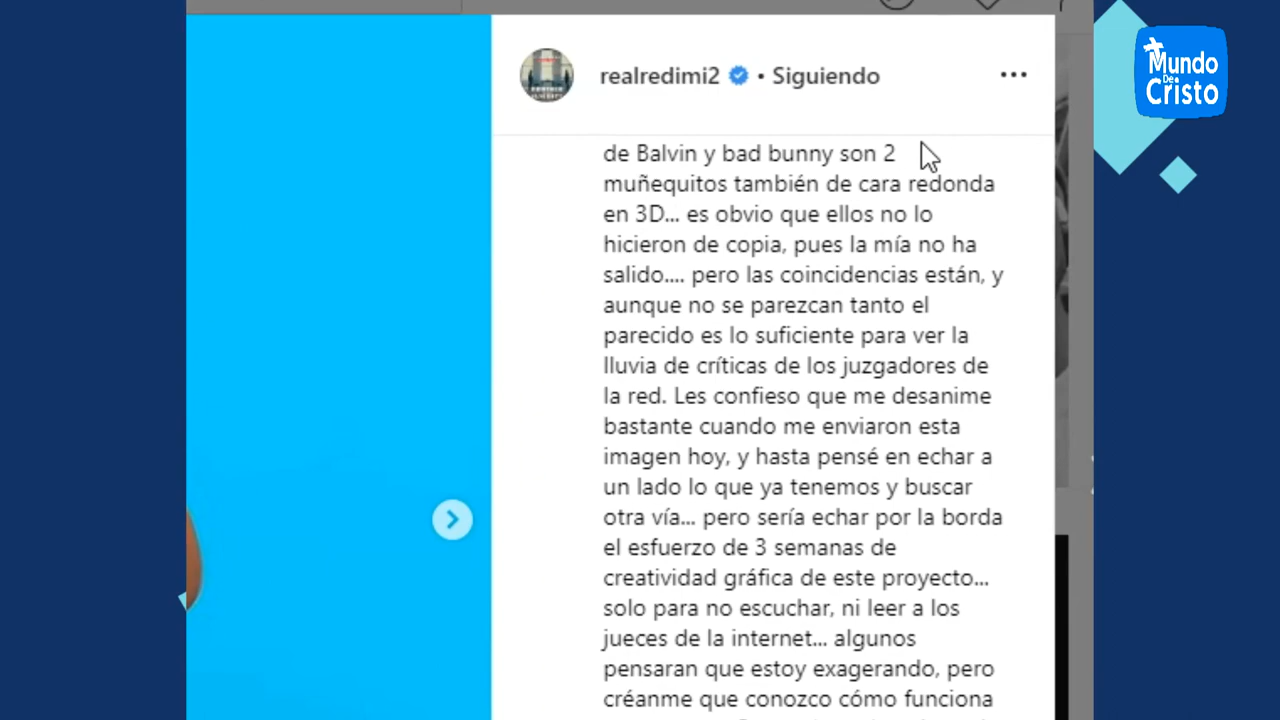 Mundo
De
Cristo
realredimi2 • Siguiendo
de Balvin y bad bunny son 2
muñequitos también de cara redonda
en 3D... es obvio que ellos no lo
hicieron de copia, pues la mía no ha
salido.... pero las coincidencias están, y
aunque no se parezcan tanto el
parecido es lo suficiente para ver la
lluvia de críticas de los juzgadores de
la red. Les confieso que me desanime
bastante cuando me enviaron esta
imagen hoy, y hasta pensé en echar a
un lado lo que ya tenemos y buscar
otra vía... pero sería echar por la borda
el esfuerzo de 3 semanas de
creatividad gráfica de este proyecto...
solo para no escuchar, ni leer a los
jueces de la internet... algunos
pensaran que estoy exagerando, pero
créanme que conozco cómo funciona